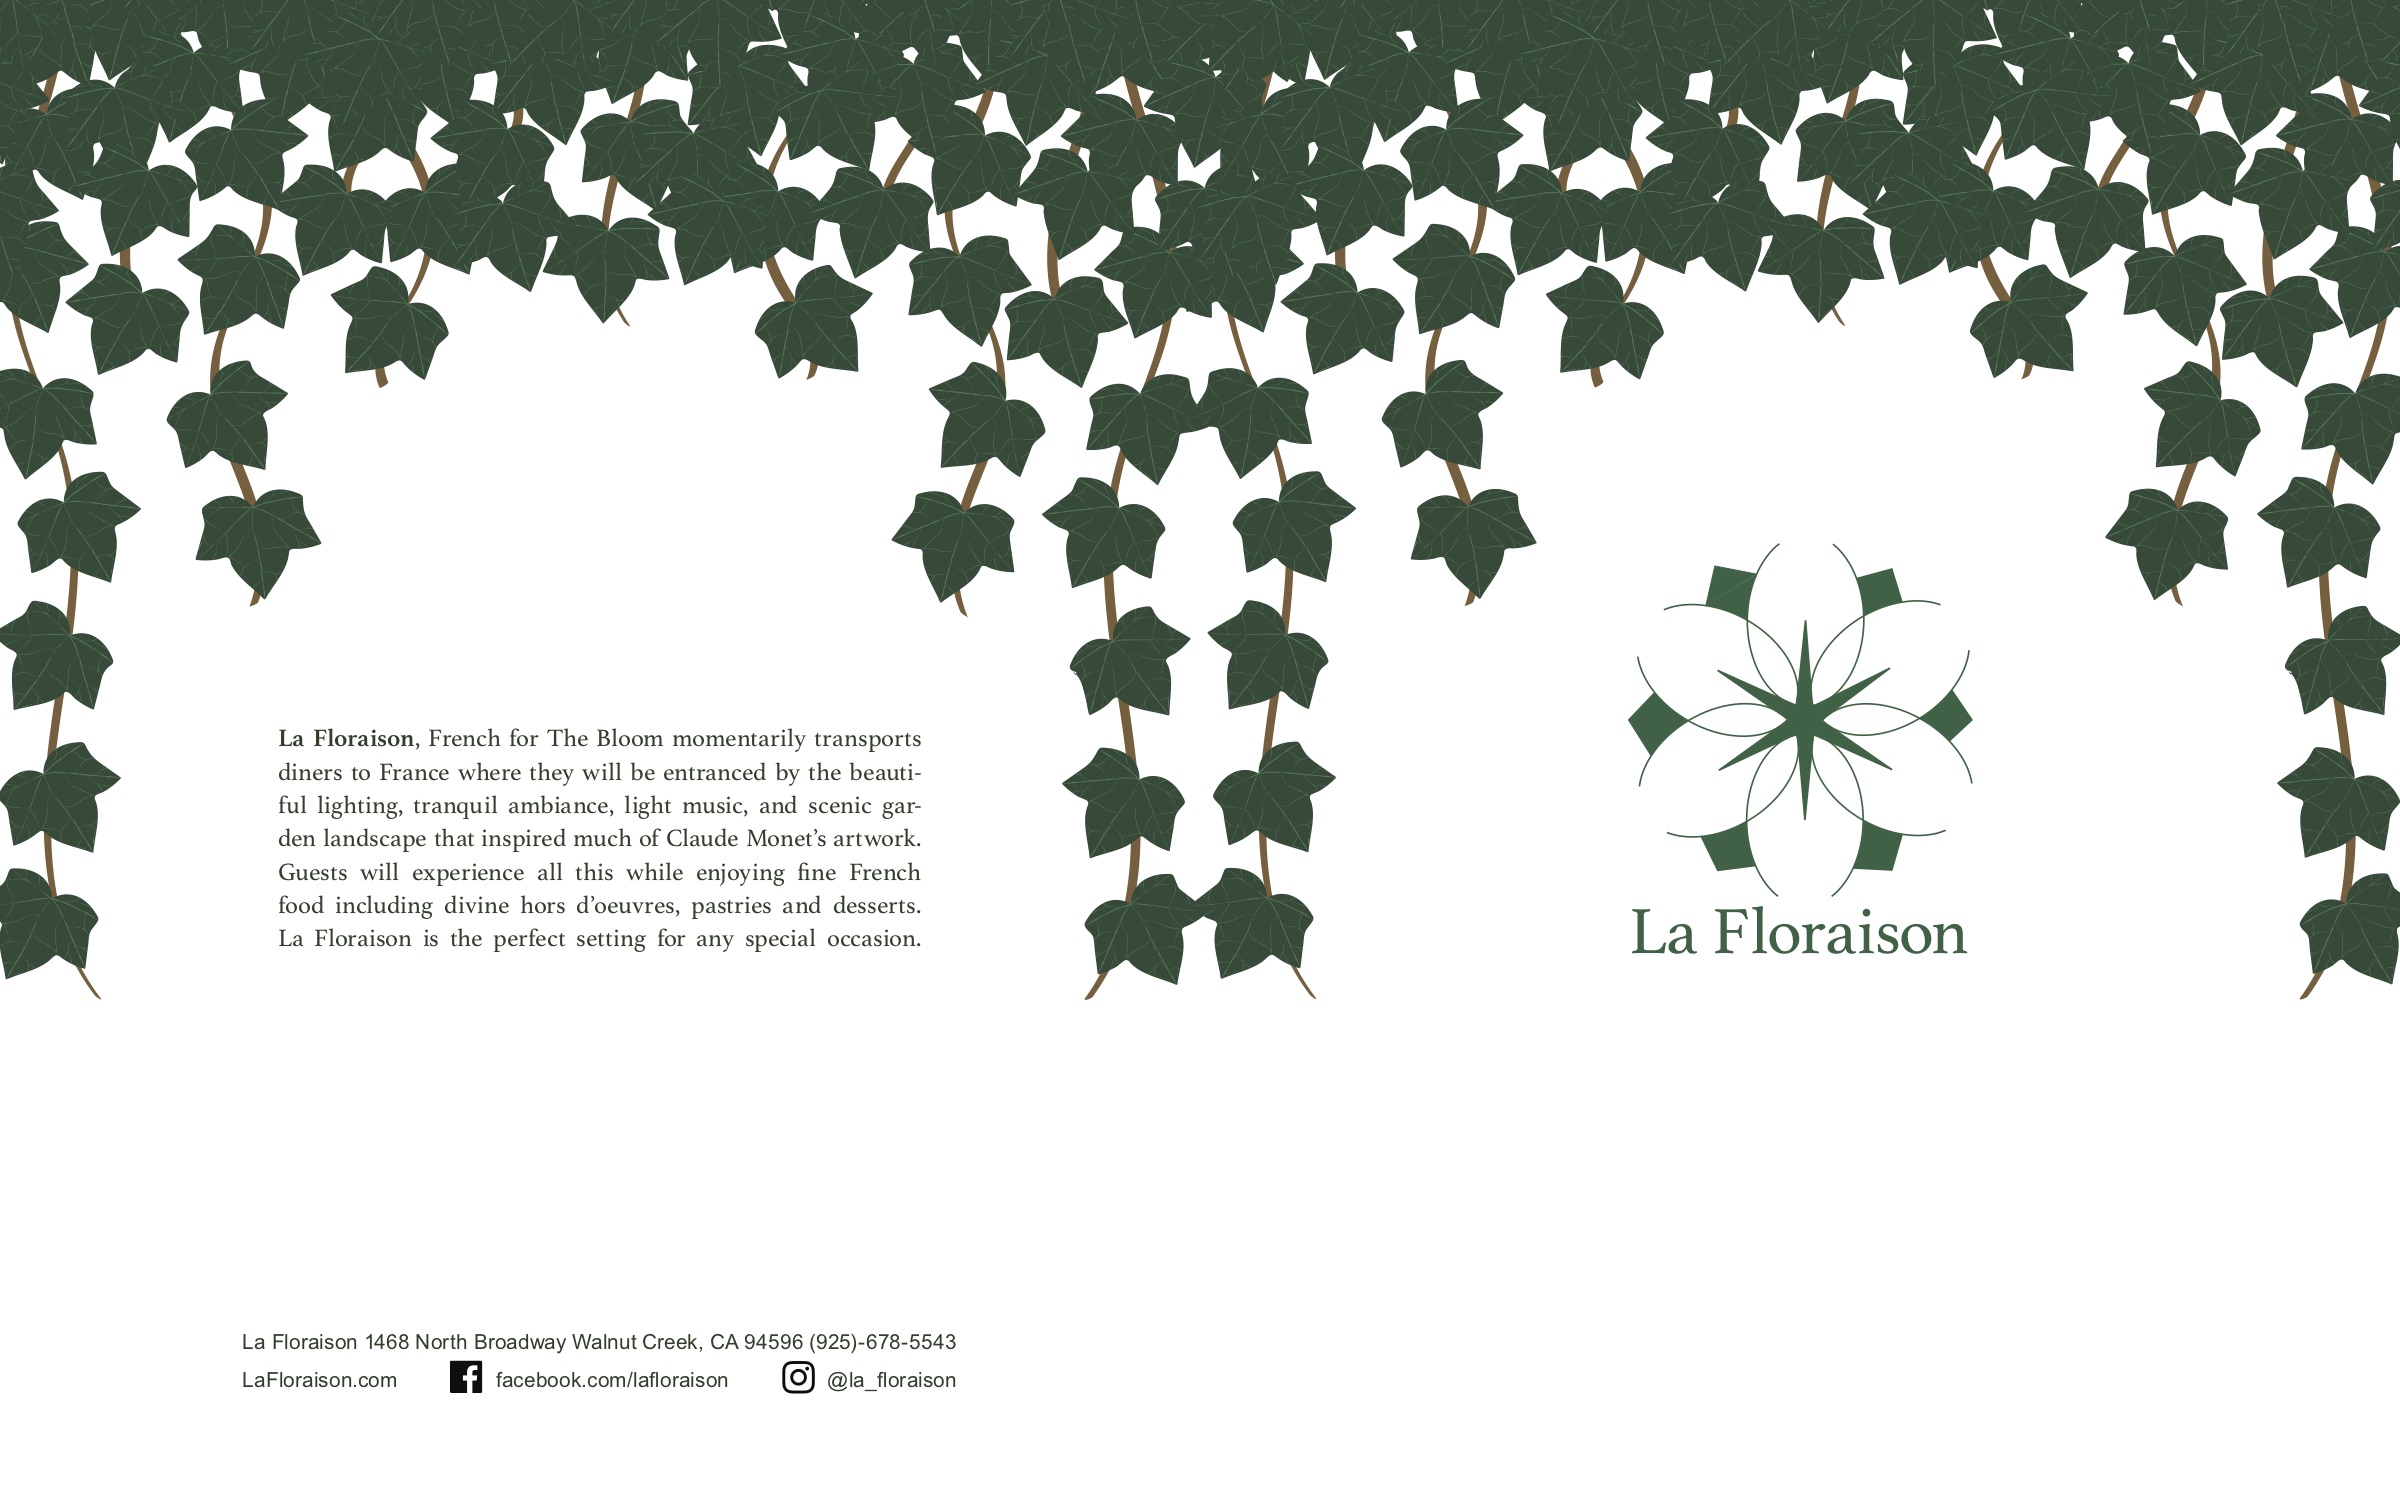 La Floraison, French for The Bloom momentarily transports
diners to France where they will be entranced by the beauti-
ful lighting, tranquil ambiance, light music, and scenic gar-
den landscape that inspired much of Claude Monet’s artwork.
Guests will experience all this while enjoying fine French
food including divine hors d’oeuvres, pastries and desserts.
La Floraison is the perfect setting for any special occasion.
La Floraison 1468 North Broadway Walnut Creek, CA 94596 (925)-678-5543
LaFloraison.com facebook.com/lafloraison @la_floraison
La Floraison